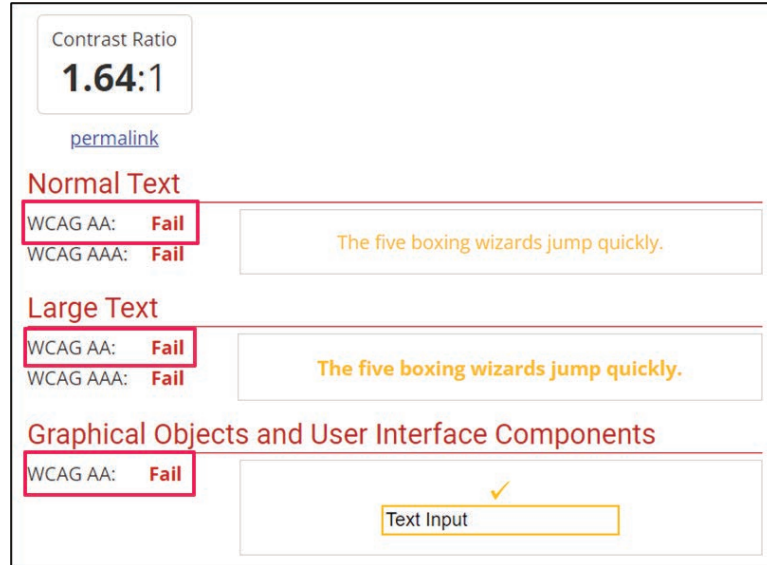 Contrast Ratio
1.64:1
permalink
Normal Text
WCAG AA: Fail
The five boxing wizards jump quickly.
WCAG AAA: Fail
Large Text
WCAG AA: Fail
The five boxing wizards jump quickly.
WCAG AAA: Fail
Graphical Objects and User Interface Components
WCAG AA: Fail
Text Input